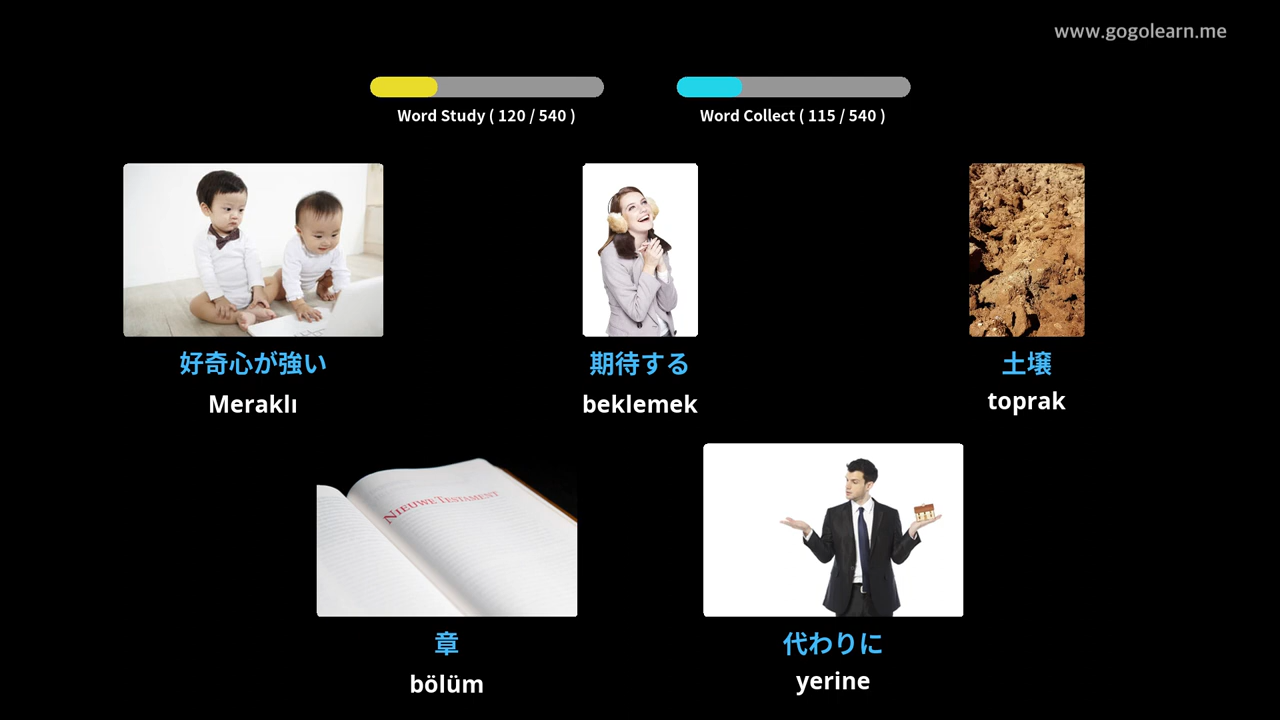 www.gogolearn.me
Word Study ( 120 / 540 )
Word Collect ( 115 / 540 )
好奇心が強い
Meraklı
期待する
beklemek
土壌
toprak
NIEUWE TESTAMENT
章
bölüm
代わりに
yerine